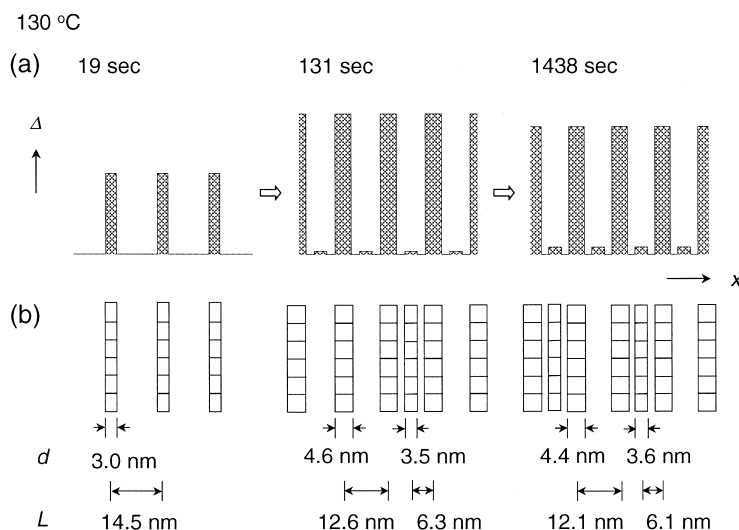 130 °C
(a) 19 sec 131 sec 1438 sec
Δ
x
(b)
d 3.0 nm 4.6 nm 3.5 nm 4.4 nm 3.6 nm
L 14.5 nm 12.6 nm 6.3 nm 12.1 nm 6.1 nm